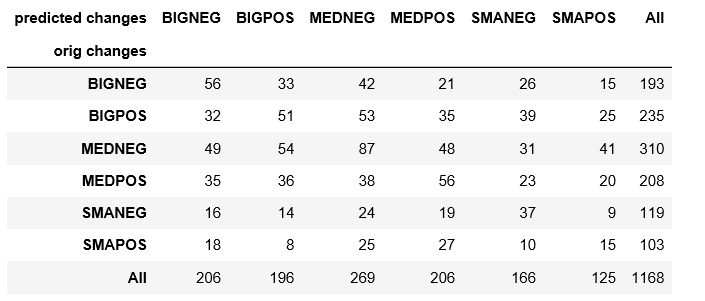 predicted changes BIGNEG BIGPOS MEDNEG MEDPOS SMANEG SMAPOS All
orig changes
BIGNEG 56 33 42 21 26 15 193
BIGPOS 32 51 53 35 39 25 235
MEDNEG 49 54 87 48 31 41 310
MEDPOS 35 36 38 56 23 20 208
SMANEG 16 14 24 19 37 9 119
SMAPOS 18 8 25 27 10 15 103
All 206 196 269 206 166 125 1168